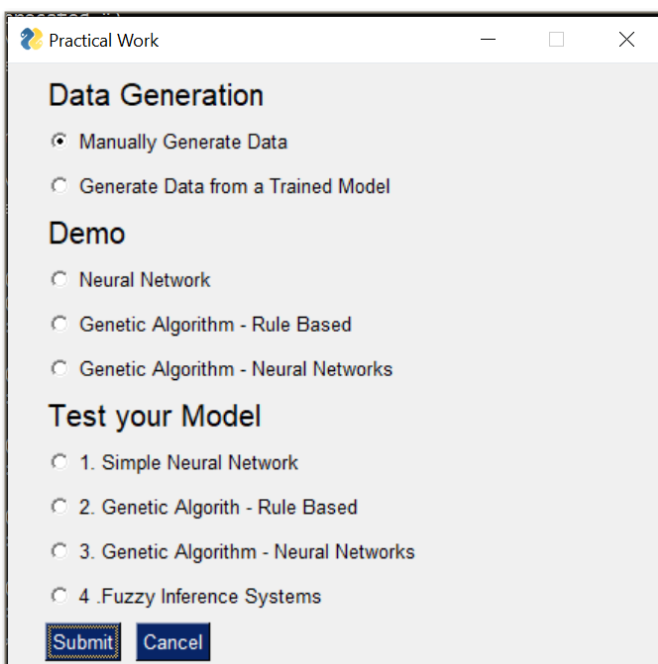 Practical Work
Data Generation
Manually Generate Data
Generate Data from a Trained Model
Demo
Neural Network
Genetic Algorithm - Rule Based
Genetic Algorithm - Neural Networks
Test your Model
1. Simple Neural Network
2. Genetic Algorith - Rule Based
3. Genetic Algorithm - Neural Networks
4 .Fuzzy Inference Systems
Submit Cancel